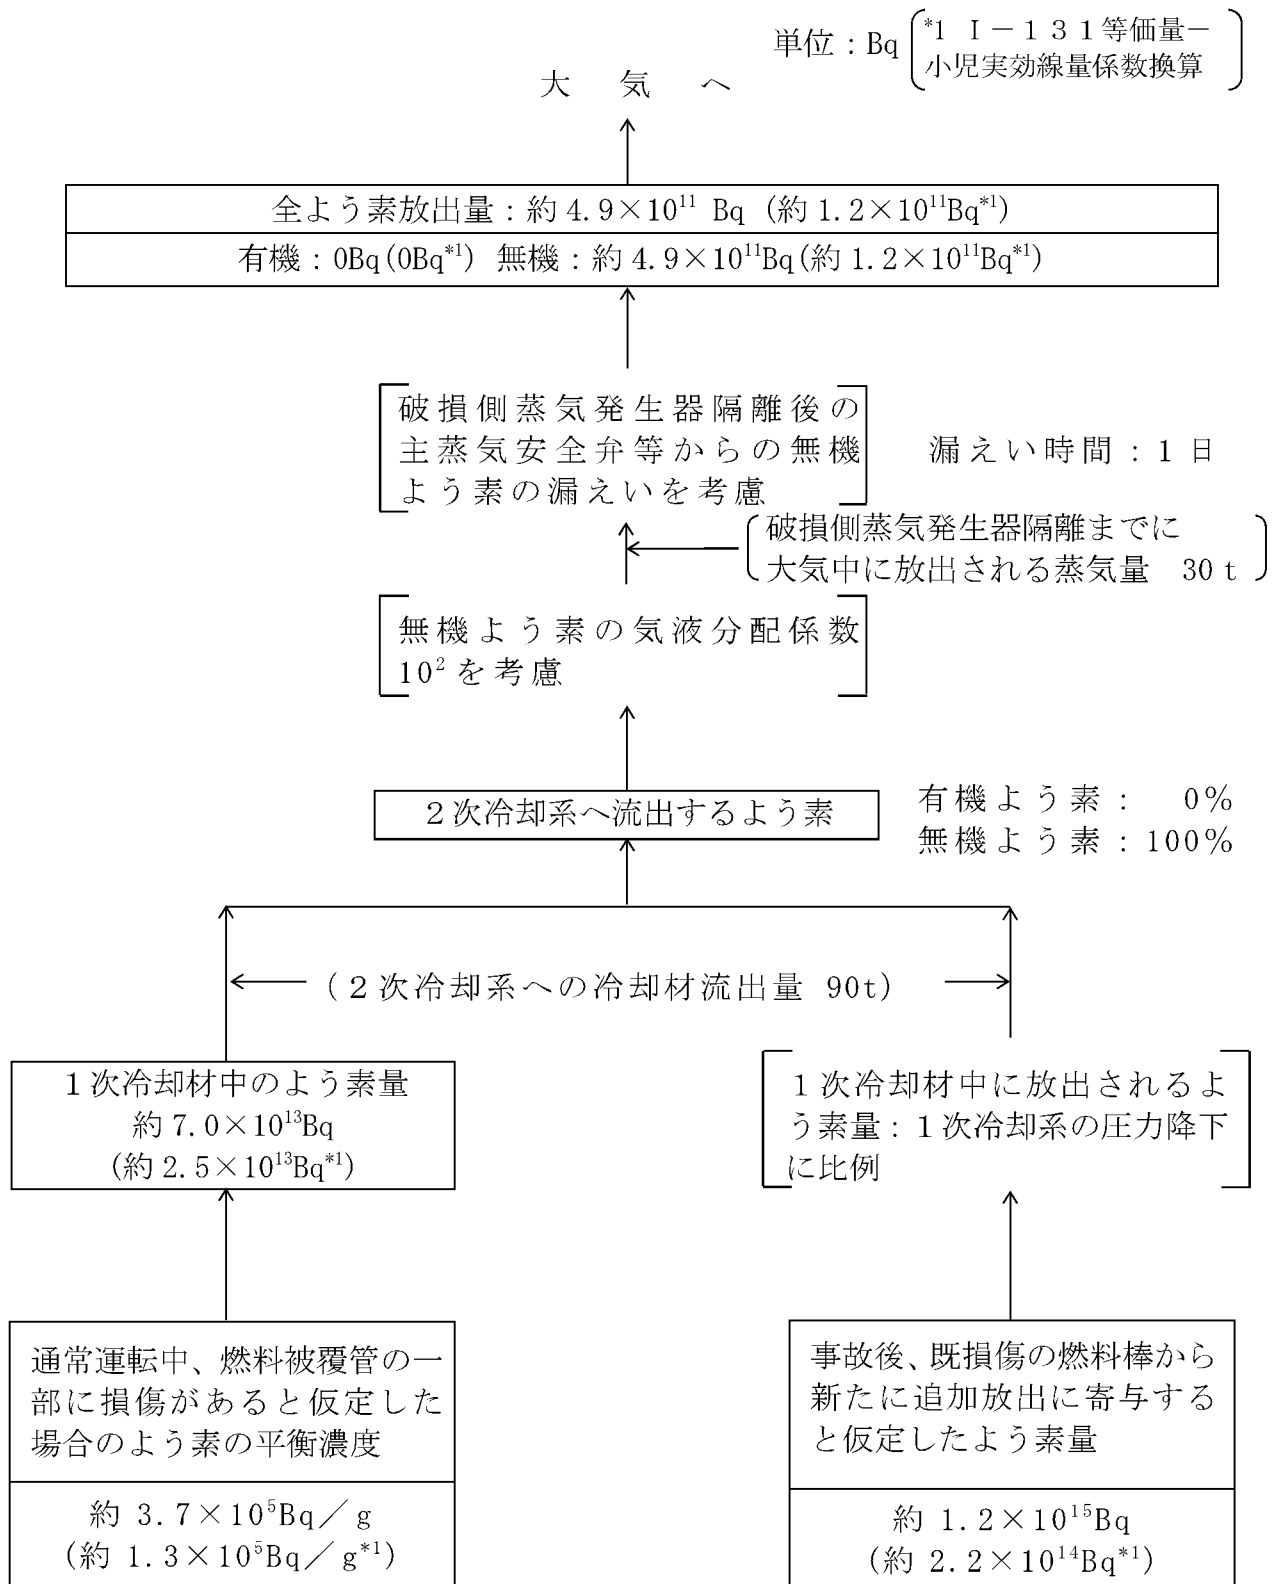 単位：Bq
*1 I－１３１等価量－
小児実効線量係数換算
大 気 へ
全よう素放出量：約 4.9×10¹¹ Bq (約 1.2×10¹¹Bq*¹)
有機：0Bq(0Bq*¹) 無機：約 4.9×10¹¹Bq(約 1.2×10¹¹Bq*¹)
破損側蒸気発生器隔離後の
主蒸気安全弁等からの無機
よう素の漏えいを考慮
漏えい時間：1 日
破損側蒸気発生器隔離までに
大気中に放出される蒸気量 30 t
無機よう素の気液分配係数
10²を考慮
２次冷却系へ流出するよう素
有機よう素： 0%
無機よう素：100%
(２次冷却系への冷却材流出量 90t)
１次冷却材中のよう素量
約 7.0×10¹³Bq
(約 2.5×10¹³Bq*¹)
１次冷却材中に放出されるよ
う素量：１次冷却系の圧力降下
に比例
通常運転中、燃料被覆管の一
部に損傷があると仮定した
場合のよう素の平衡濃度
約 3.7×10⁵Bq／g
(約 1.3×10⁵Bq／g*¹)
事故後、既損傷の燃料棒から
新たに追加放出に寄与する
と仮定したよう素量
約 1.2×10¹⁵Bq
(約 2.2×10¹⁴Bq*¹)